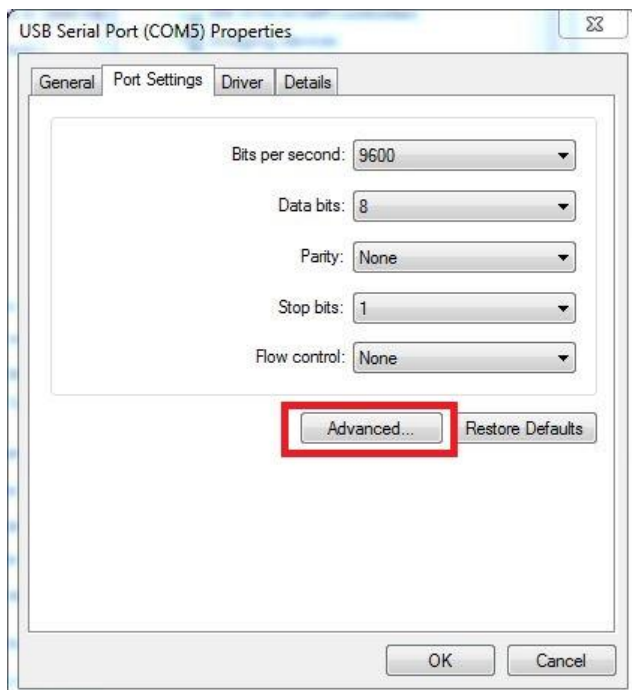 USB Serial Port (COM5) Properties
General Port Settings Driver Details
Bits per second: 9600
Data bits: 8
Parity: None
Stop bits: 1
Flow control: None
Advanced... Restore Defaults
OK Cancel